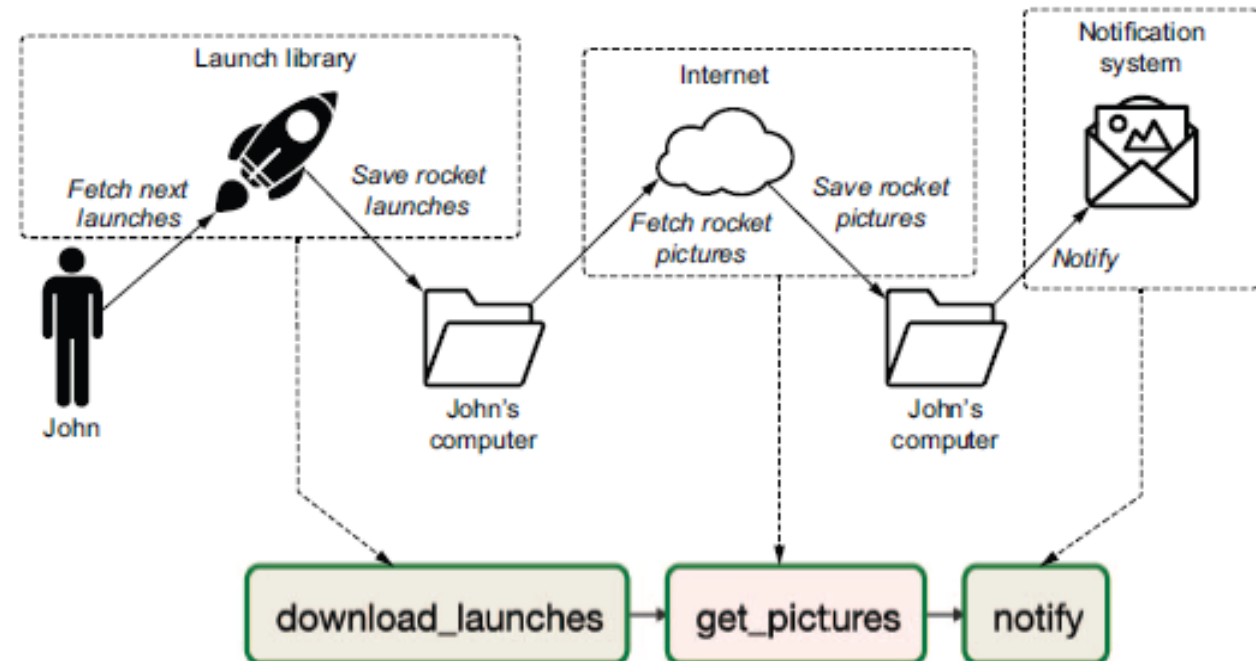 Launch library
Internet
Notification
system
Fetch next
launches
Save rocket
launches
Fetch rocket
pictures
Save rocket
pictures
Notify
John
John's
computer
John's
computer
download_launches
get_pictures
notify